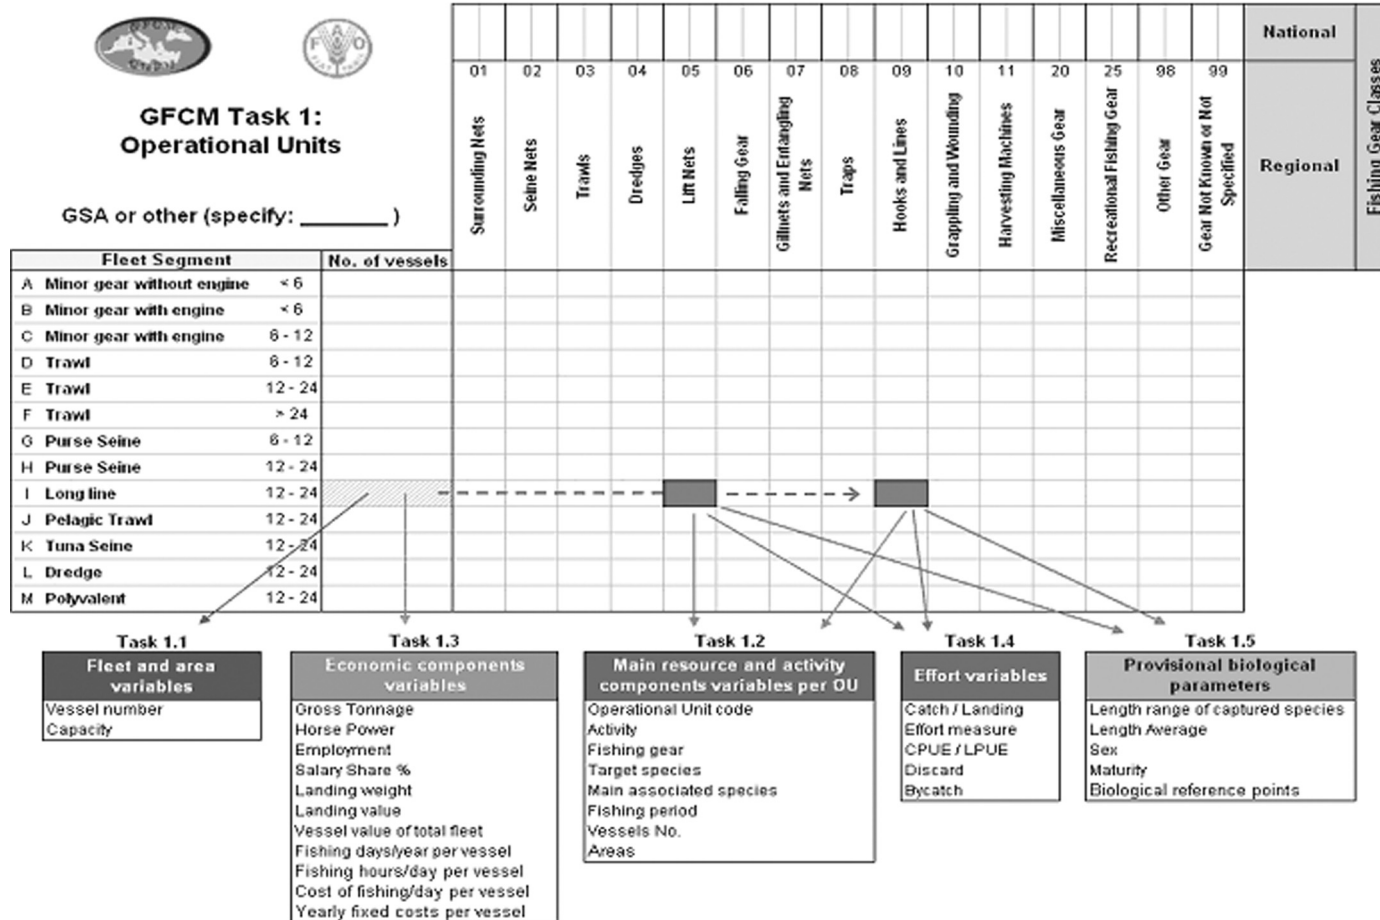 GFCM Task 1:
Operational Units
GSA or other (specify: ______ )
National
Regional
Fishing Gear Classes
01 02 03 04 05 06 07 08 09 10 11 20 25 98 99
Surrounding Nets
Seine Nets
Trawls
Dredges
Lift Nets
Falling Gear
Gillnets and Entangling
Nets
Traps
Hooks and Lines
Grappling and Wounding
Harvesting Machines
Miscellaneous Gear
Recreational Fishing Gear
Other Gear
Gear Not Known or Not
Specified
Fleet Segment No. of vessels
A Minor gear without engine < 6
B Minor gear with engine < 6
C Minor gear with engine 6 - 12
D Trawl 6 - 12
E Trawl 12 - 24
F Trawl > 24
G Purse Seine 6 - 12
H Purse Seine 12 - 24
I Long line 12 - 24
J Pelagic Trawl 12 - 24
K Tuna Seine 12 - 24
L Dredge 12 - 24
M Polyvalent 12 - 24
Task 1.1
Fleet and area
variables
Vessel number
Capacity
Task 1.3
Economic components
variables
Gross Tonnage
Horse Power
Employment
Salary Share %
Landing weight
Landing value
Vessel value of total fleet
Fishing days/year per vessel
Fishing hours/day per vessel
Cost of fishing/day per vessel
Yearly fixed costs per vessel
Task 1.2
Main resource and activity
components variables per OU
Operational Unit code
Activity
Fishing gear
Target species
Main associated species
Fishing period
Vessels No.
Areas
Task 1.4
Effort variables
Catch / Landing
Effort measure
CPUE / LPUE
Discard
Bycatch
Task 1.5
Provisional biological
parameters
Length range of captured species
Length Average
Sex
Maturity
Biological reference points